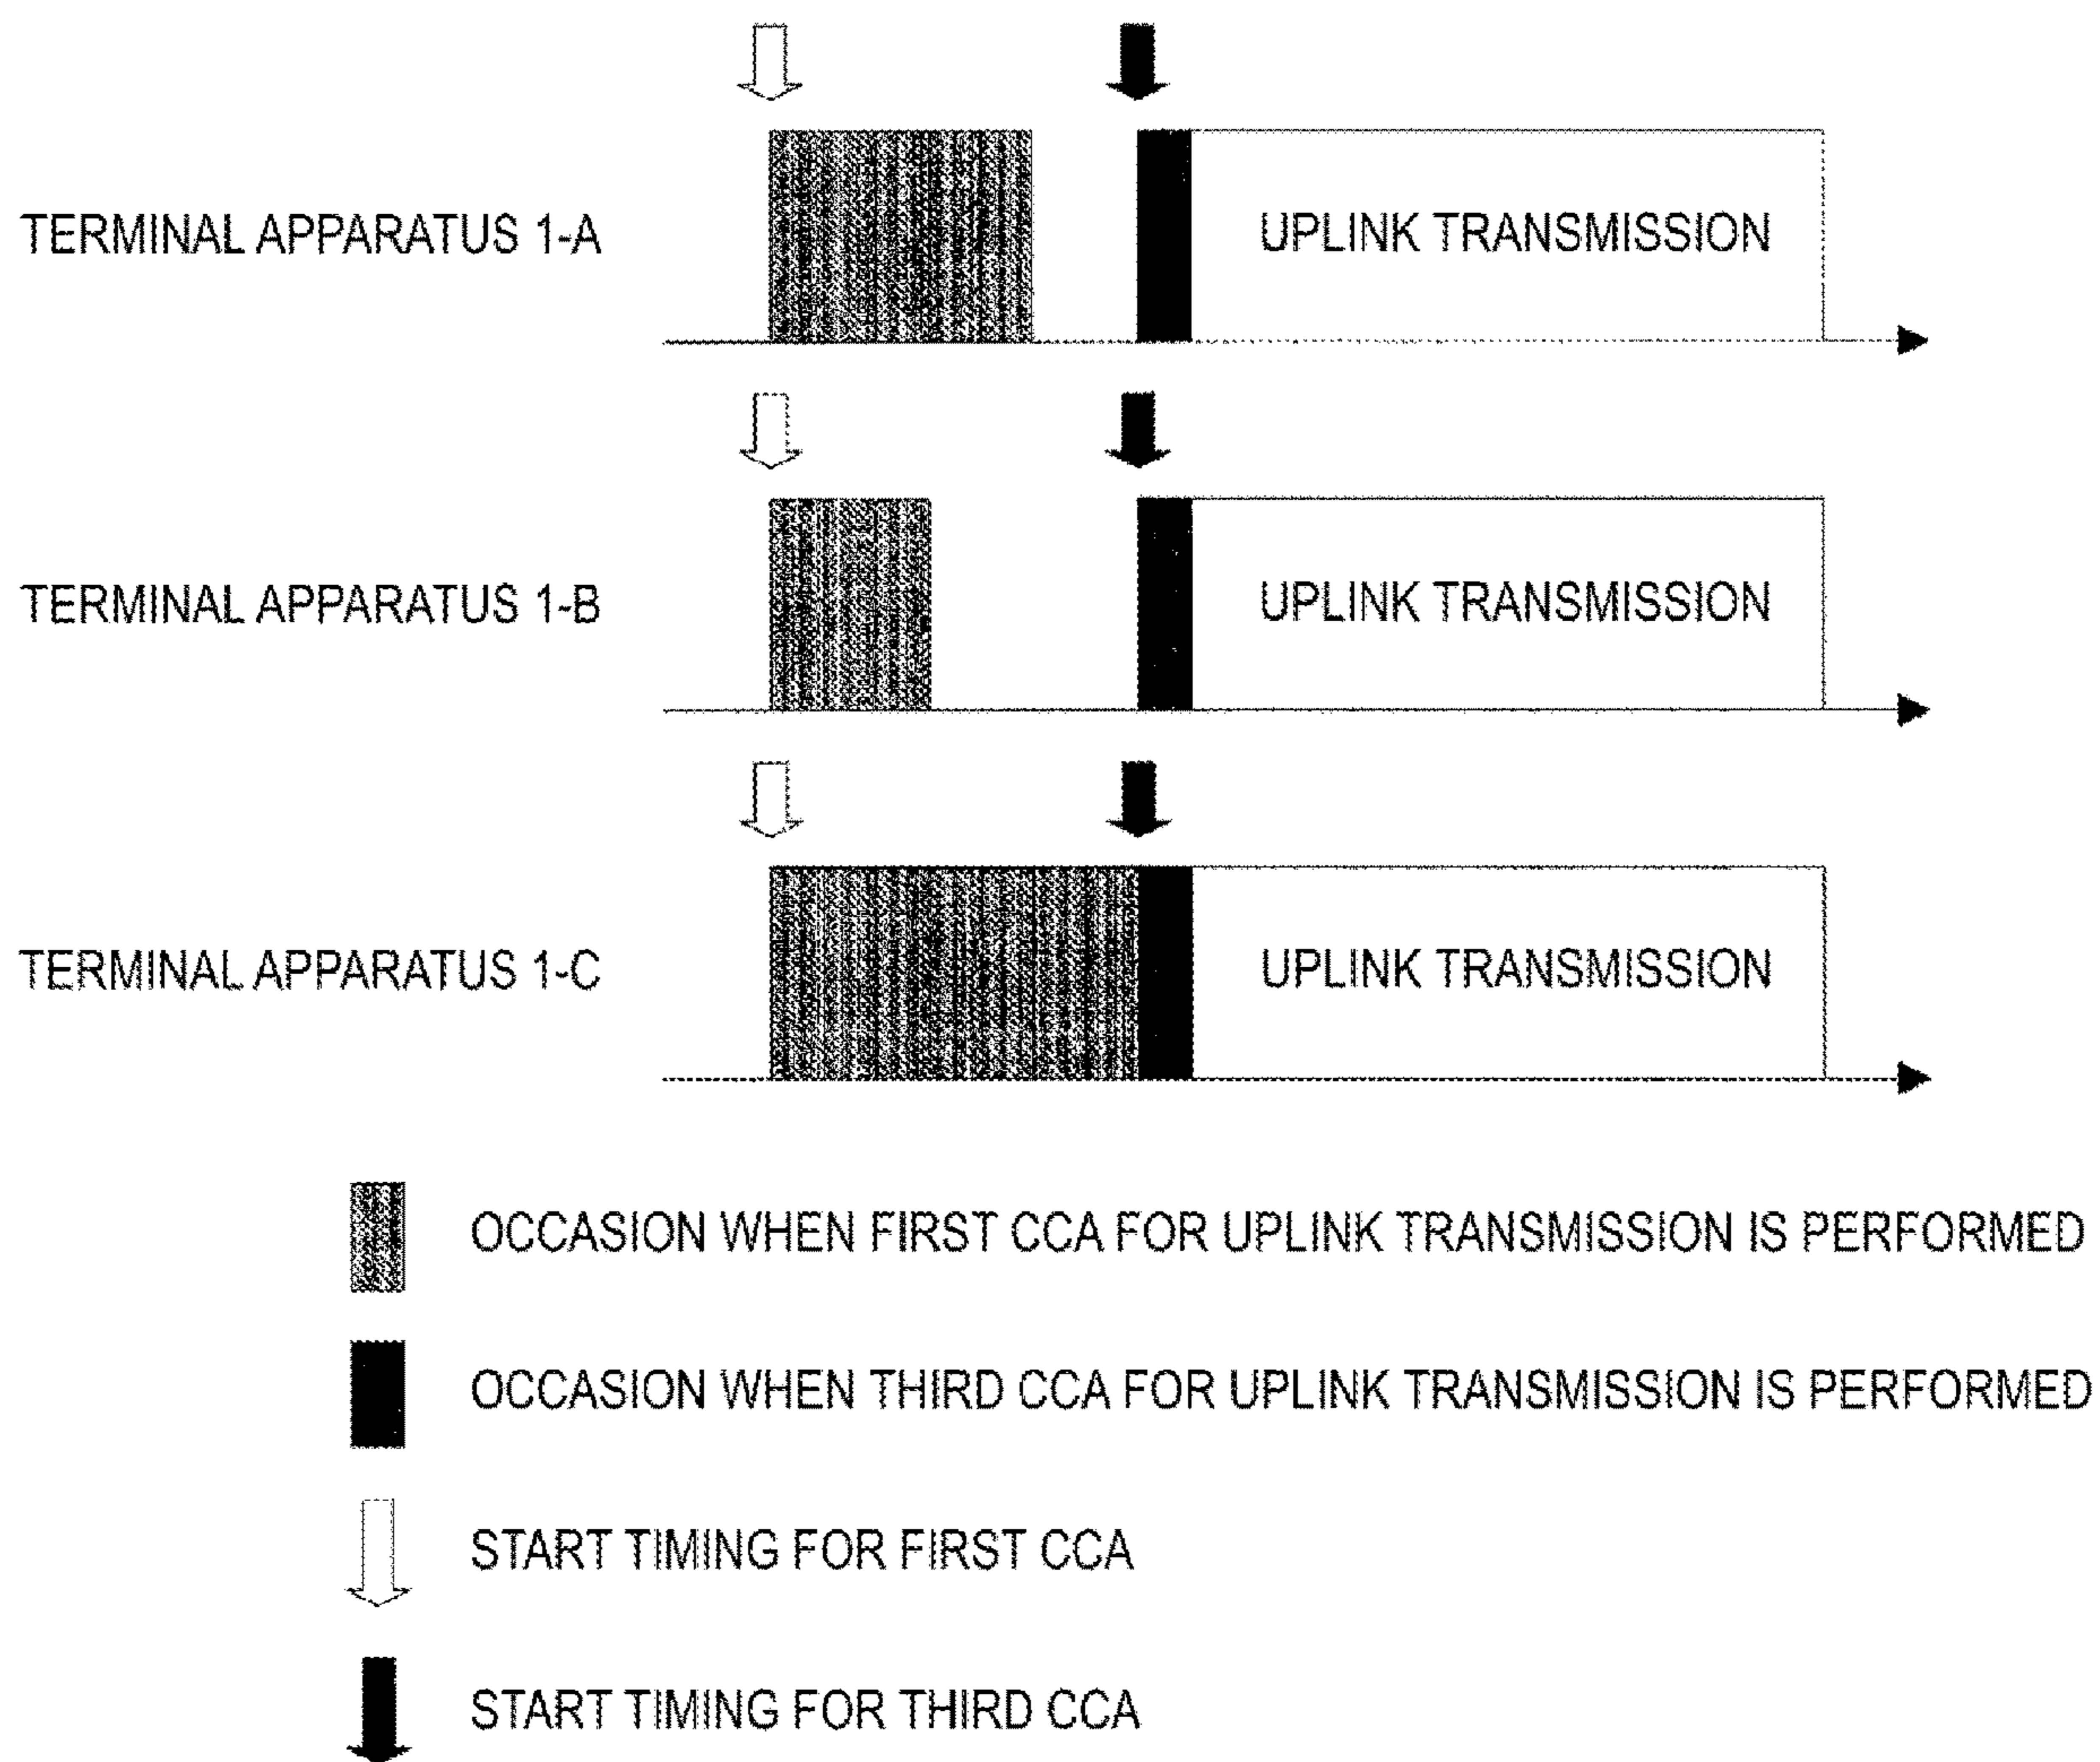 TERMINAL APPARATUS 1-A
UPLINK TRANSMISSION
TERMINAL APPARATUS 1-B
UPLINK TRANSMISSION
TERMINAL APPARATUS 1-C
UPLINK TRANSMISSION
OCCASION WHEN FIRST CCA FOR UPLINK TRANSMISSION IS PERFORMED
OCCASION WHEN THIRD CCA FOR UPLINK TRANSMISSION IS PERFORMED
START TIMING FOR FIRST CCA
START TIMING FOR THIRD CCA